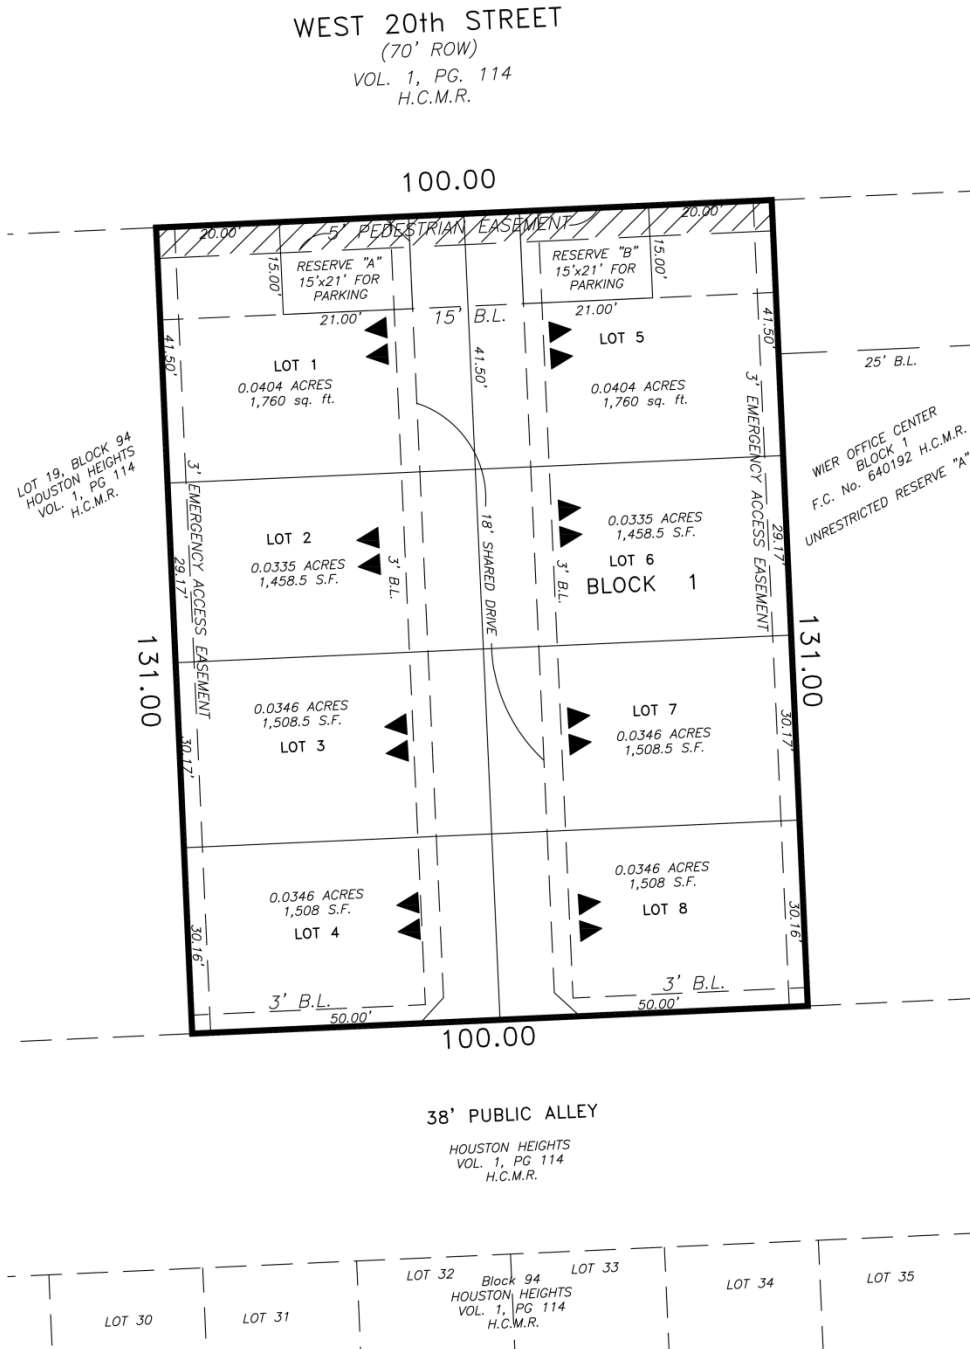 WEST 20th STREET
(70' ROW)
VOL. 1, PG. 114
H.C.M.R.
100.00
20.00'
5' PEDESTRIAN EASEMENT
20.00'
15.00'
RESERVE "A"
15'x21' FOR
PARKING
21.00'
15' B.L.
RESERVE "B"
15'x21' FOR
PARKING
15.00'
21.00'
41.50'
LOT 1
0.0404 ACRES
1,760 sq. ft.
41.50'
LOT 5
0.0404 ACRES
1,760 sq. ft.
41.50'
25' B.L.
LOT 19, BLOCK 94
HOUSTON HEIGHTS
VOL. 1, PG 114
H.C.M.R.
WIER OFFICE CENTER
BLOCK 1
F.C. No. 640192 H.C.M.R.
UNRESTRICTED RESERVE "A"
3' EMERGENCY ACCESS EASEMENT
3' EMERGENCY ACCESS EASEMENT
LOT 2
0.0335 ACRES
1,458.5 S.F.
29.17'
3' B.L.
18' SHARED DRIVE
3' B.L.
0.0335 ACRES
1,458.5 S.F.
LOT 6
BLOCK 1
29.17'
131.00
131.00
0.0346 ACRES
1,508.5 S.F.
LOT 3
30.17'
LOT 7
0.0346 ACRES
1,508.5 S.F.
30.17'
0.0346 ACRES
1,508 S.F.
LOT 4
30.16'
0.0346 ACRES
1,508 S.F.
LOT 8
30.16'
3' B.L.
50.00'
3' B.L.
50.00'
100.00
38' PUBLIC ALLEY
HOUSTON HEIGHTS
VOL. 1, PG 114
H.C.M.R.
LOT 30
LOT 31
LOT 32
Block 94
HOUSTON HEIGHTS
VOL. 1, PG 114
H.C.M.R.
LOT 33
LOT 34
LOT 35